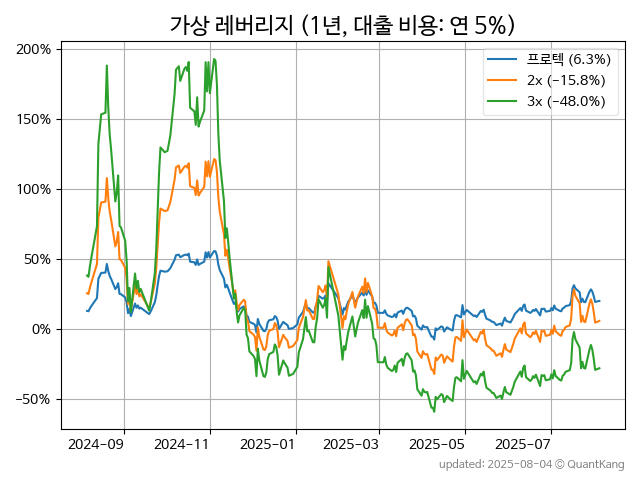 가상 레버리지 (1년, 대출 비용: 연 5%)
200%
150%
100%
50%
0%
−50%
프로텍 (6.3%)
2x (−15.8%)
3x (−48.0%)
2024-09
2024-11
2025-01
2025-03
2025-05
2025-07
updated: 2025-08-04 © QuantKang